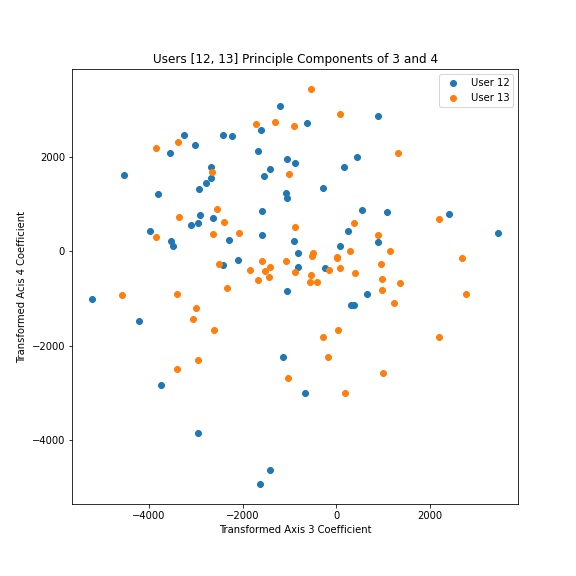 Users [12, 13] Principle Components of 3 and 4
User 12
User 13
Transformed Acis 4 Coefficient
2000
0
−2000
−4000
−4000
−2000
0
2000
Transformed Axis 3 Coefficient